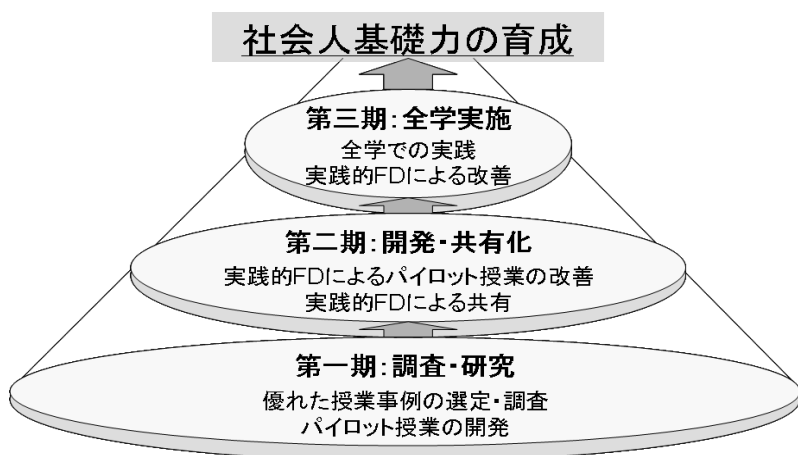 社会人基礎力の育成
第三期:全学実施
全学での実践
実践的FDによる改善
第二期:開発・共有化
実践的FDによるパイロット授業の改善
実践的FDによる共有
第一期:調査・研究
優れた授業事例の選定・調査
パイロット授業の開発